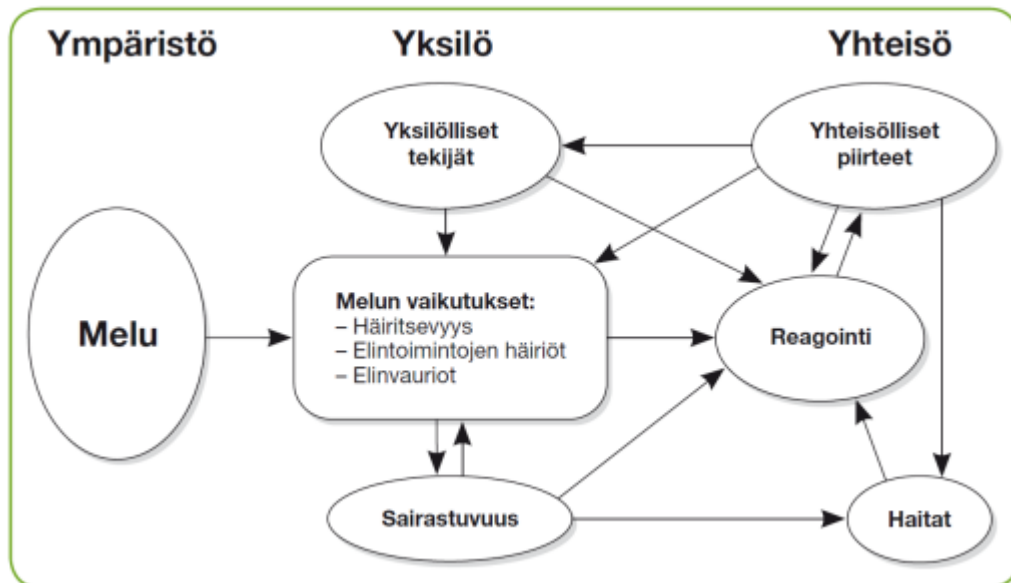 Ympäristö
Yksilö
Yhteisö
Yksilölliset
tekijät
Yhteisölliset
piirteet
Melu
Melun vaikutukset:
– Häiritsevyys
– Elintoimintojen häiriöt
– Elinvauriot
Reagointi
Sairastuvuus
Haitat